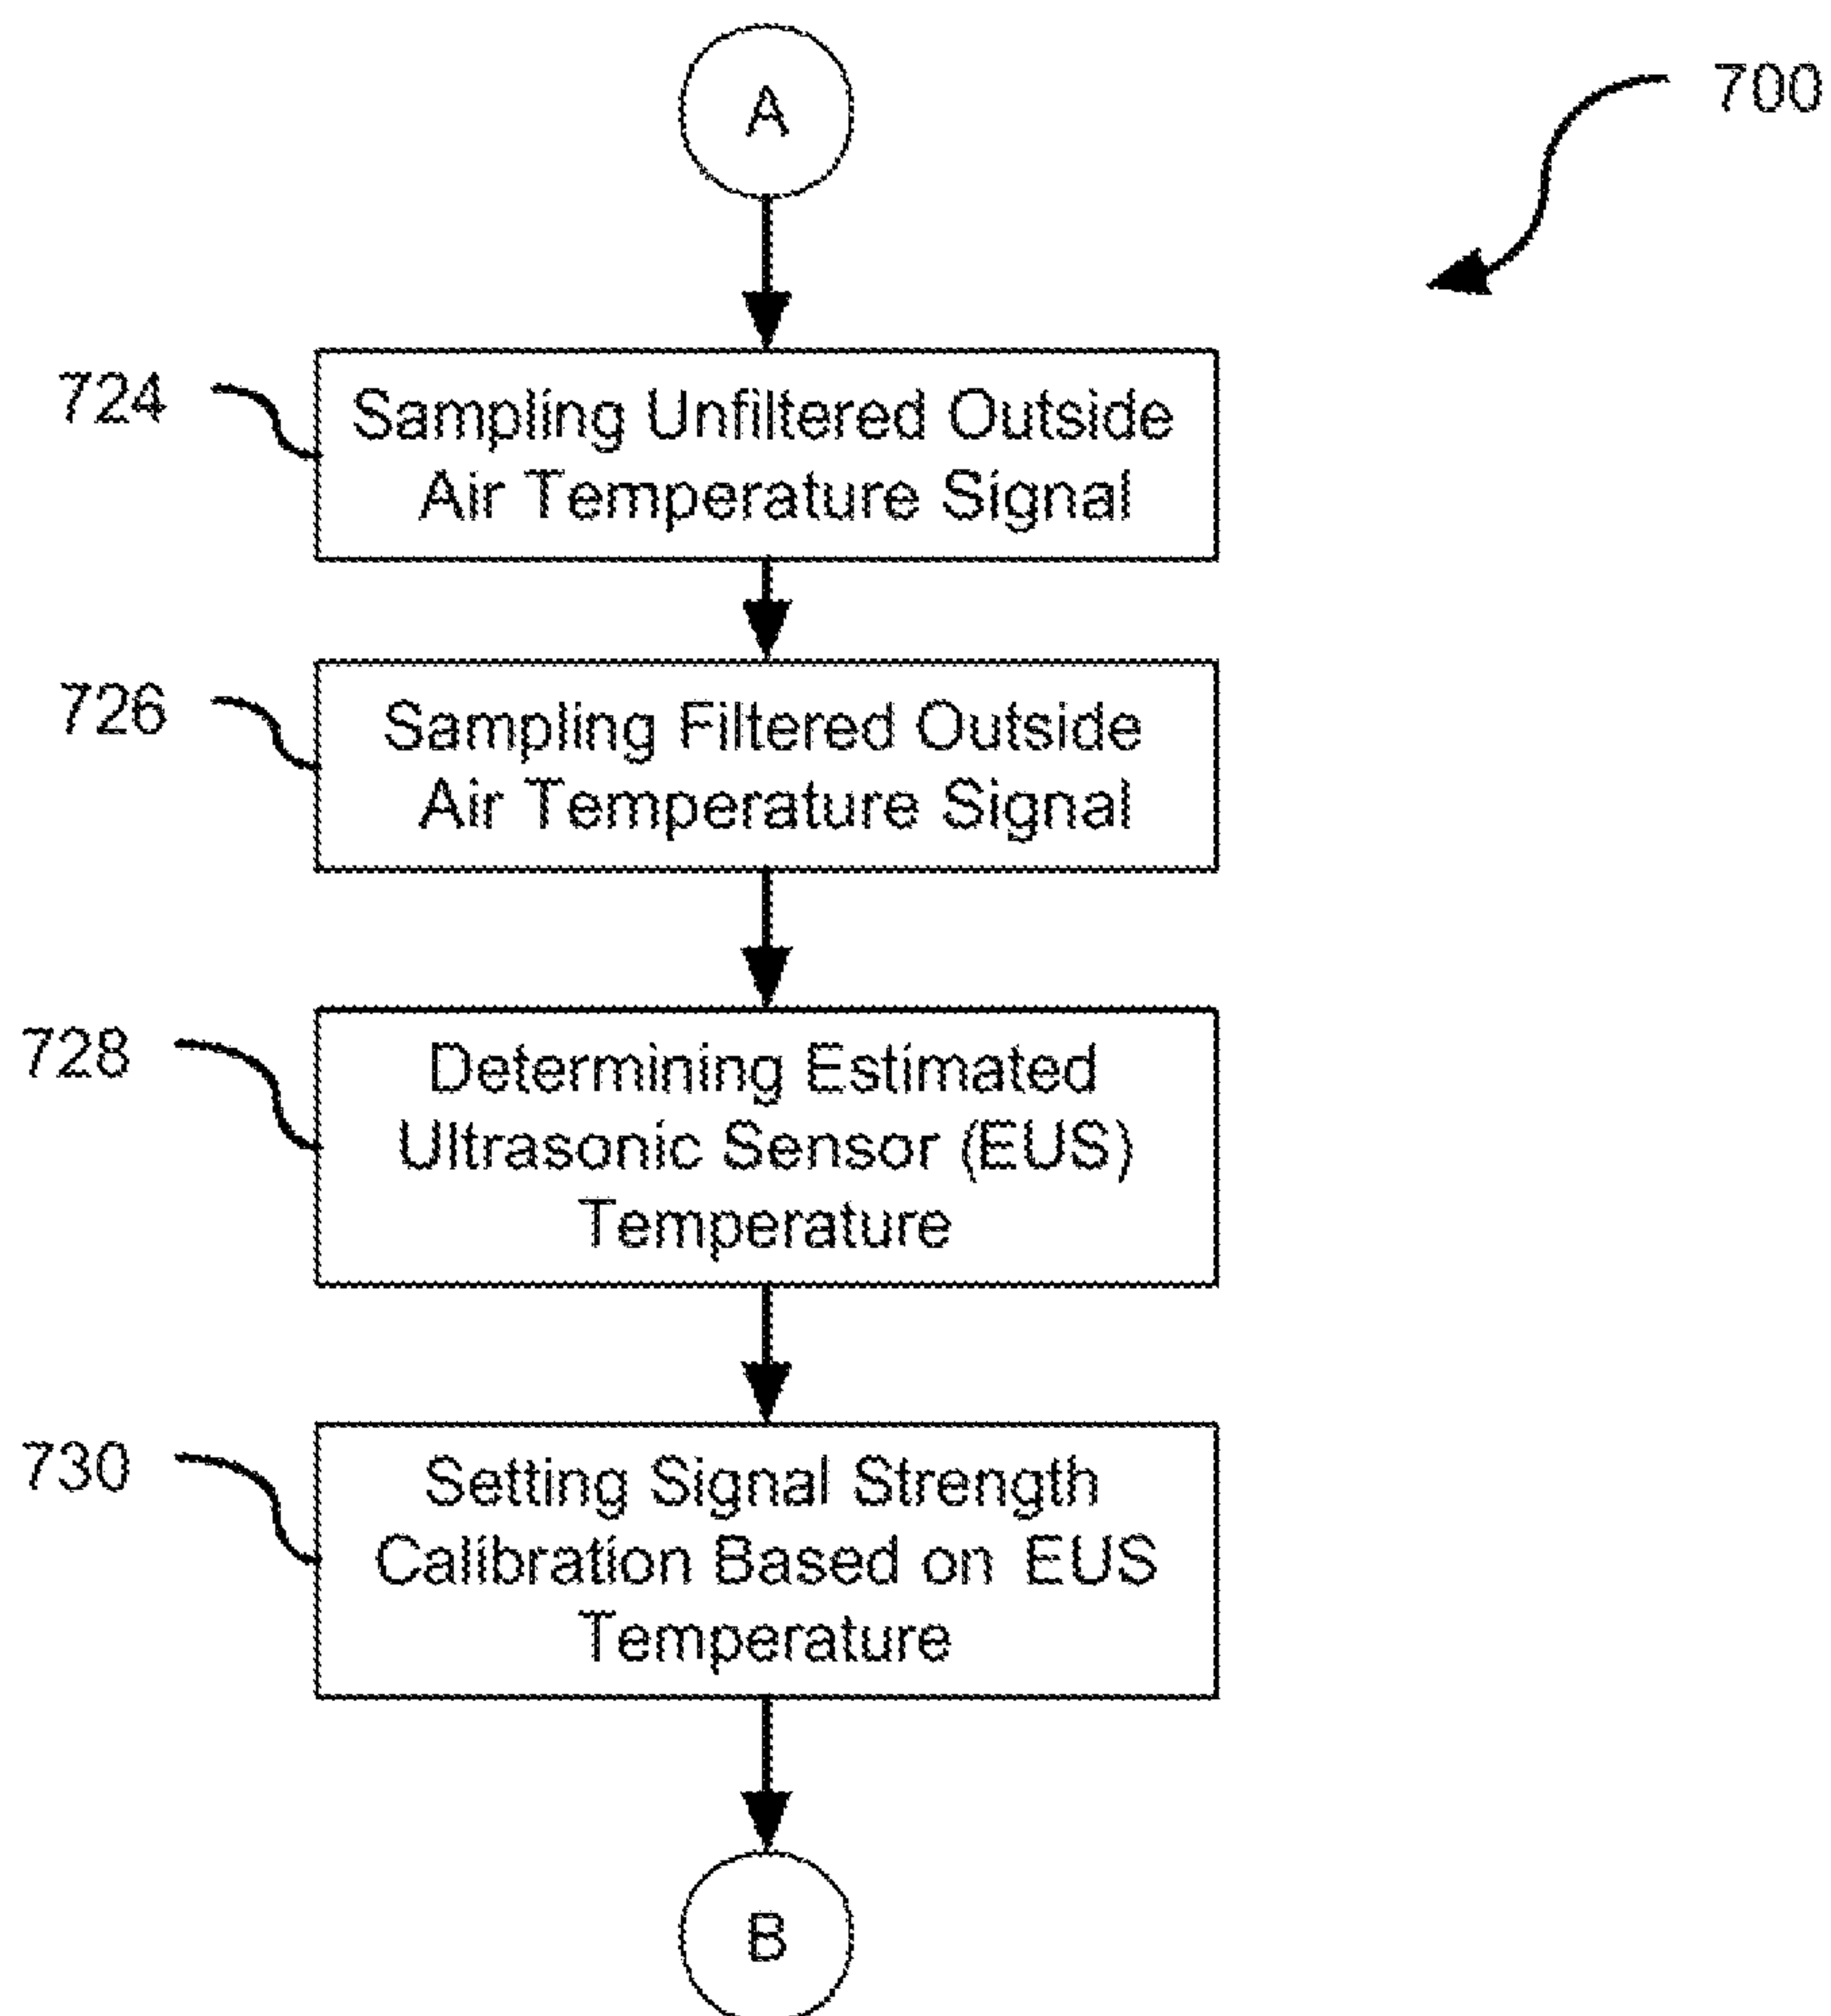 A
700
724
Sampling Unfiltered Outside
Air Temperature Signal
726
Sampling Filtered Outside
Air Temperature Signal
728
Determining Estimated
Ultrasonic Sensor (EUS)
Temperature
730
Setting Signal Strength
Calibration Based on EUS
Temperature
B